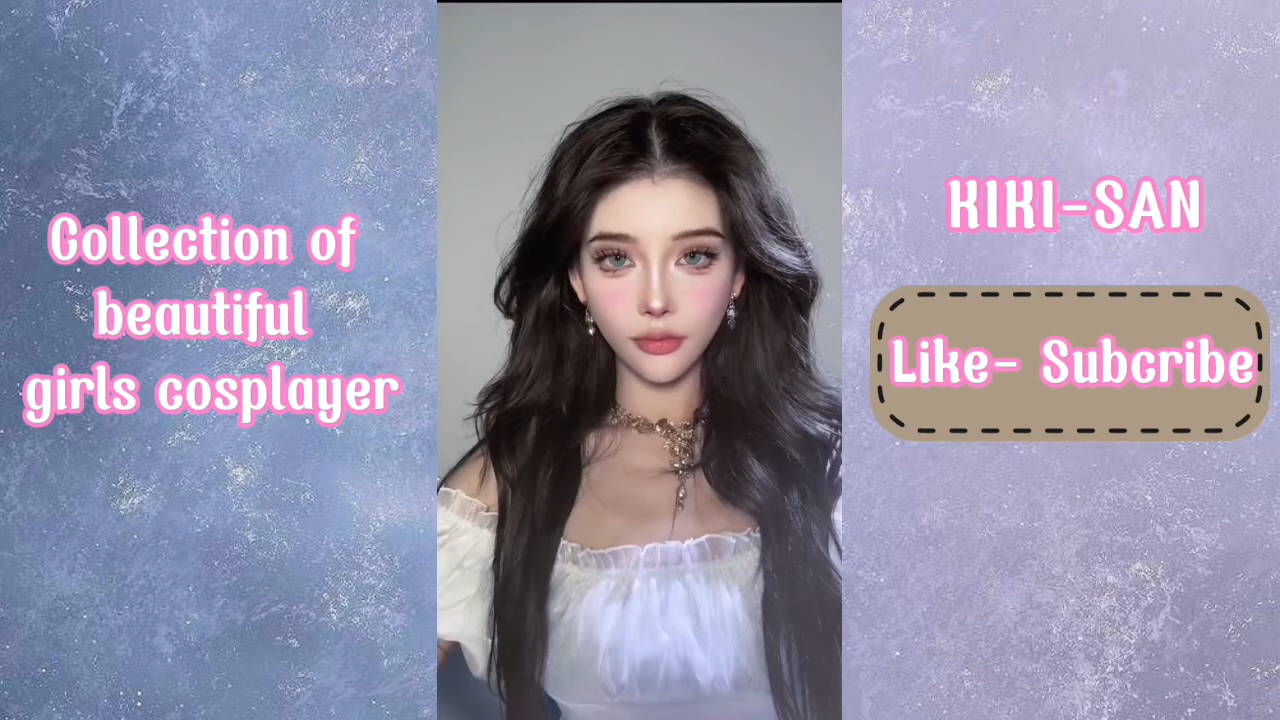 Collection of
beautiful
girls cosplayer
KIKI-SAN
Like- Subcribe